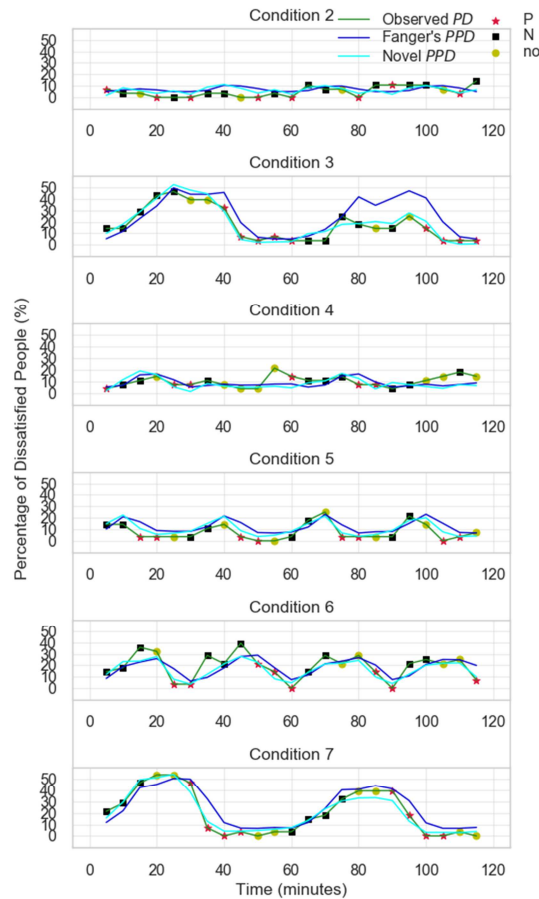 Condition 2
Observed PD
Fanger's PPD
Novel PPD
P
N
no
50
40
30
20
10
0
0 20 40 60 80 100 120
Condition 3
50
40
30
20
10
0
0 20 40 60 80 100 120
Condition 4
50
40
30
20
10
0
0 20 40 60 80 100 120
Condition 5
50
40
30
20
10
0
0 20 40 60 80 100 120
Condition 6
50
40
30
20
10
0
0 20 40 60 80 100 120
Condition 7
50
40
30
20
10
0
0 20 40 60 80 100 120
Percentage of Dissatisfied People (%)
Time (minutes)